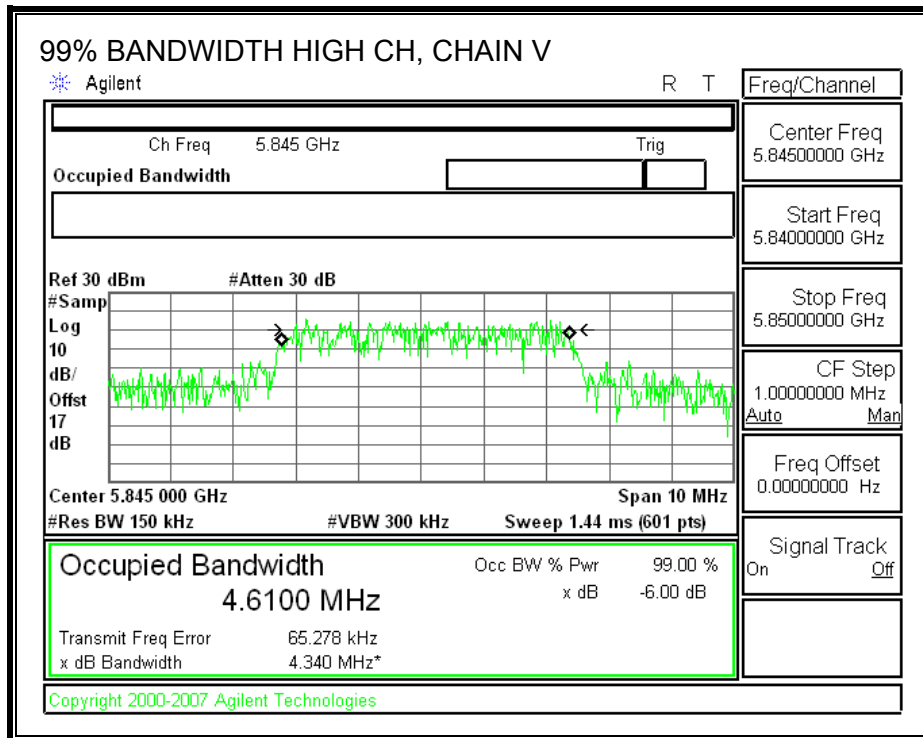 99% BANDWIDTH HIGH CH, CHAIN V
Agilent R T
Freq/Channel
Ch Freq 5.845 GHz Trig
Occupied Bandwidth
Center Freq
5.84500000 GHz
Start Freq
5.84000000 GHz
Stop Freq
5.85000000 GHz
CF Step
1.00000000 MHz
Auto Man
Freq Offset
0.00000000 Hz
Signal Track
On Off
Ref 30 dBm #Atten 30 dB
#Samp
Log
10
dB/
Offst
17
dB
Center 5.845 000 GHz Span 10 MHz
#Res BW 150 kHz #VBW 300 kHz Sweep 1.44 ms (601 pts)
Occupied Bandwidth
4.6100 MHz
Occ BW % Pwr 99.00 %
x dB -6.00 dB
Transmit Freq Error 65.278 kHz
x dB Bandwidth 4.340 MHz*
Copyright 2000-2007 Agilent Technologies